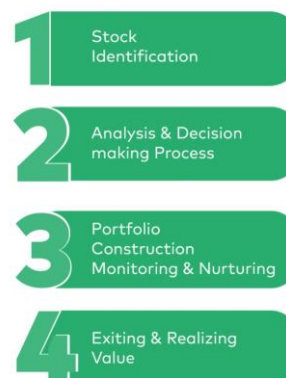 1
Stock
Identification
2
Analysis & Decision
making Process
3
Portfolio
Construction
Monitoring & Nurturing
4
Exiting & Realizing
Value